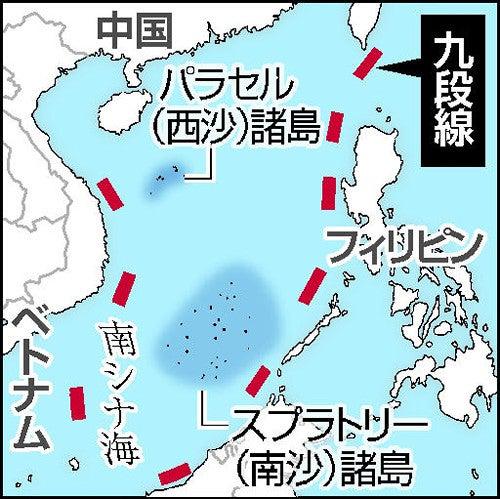 中国
九段線
パラセル
(西沙)諸島
フィリピン
ベトナム
南シナ海
スプラトリー
(南沙)諸島